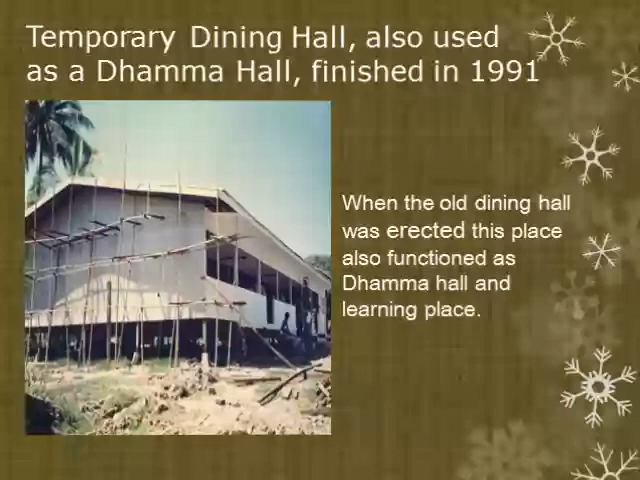 Temporary Dining Hall, also used
as a Dhamma Hall, finished in 1991
When the old dining hall
was erected this place
also functioned as
Dhamma hall and
learning place.